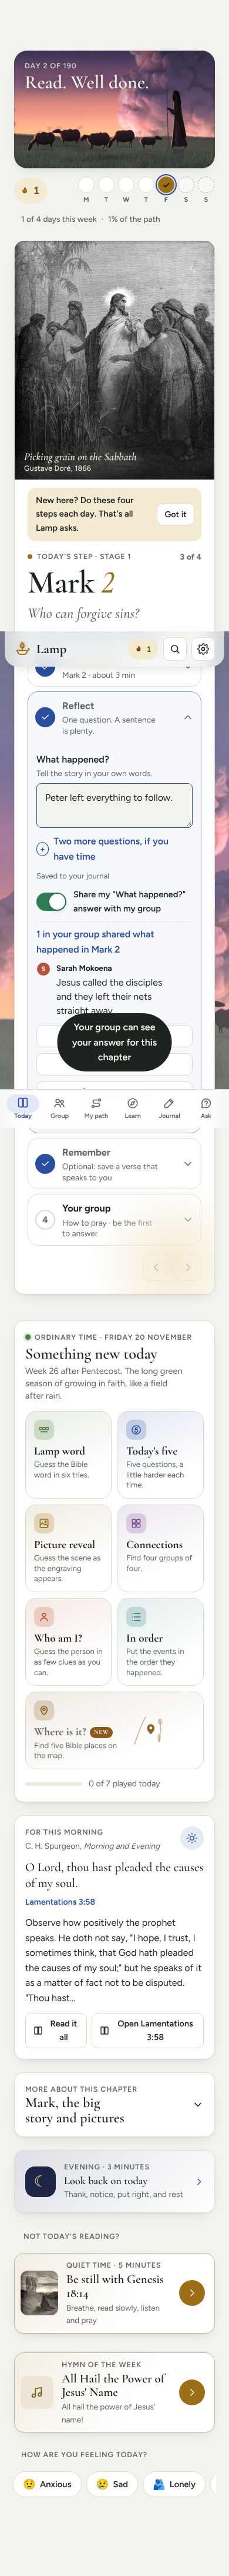 DAY 2 OF 190
Read. Well done.
1
M T W T F S S
1 of 4 days this week · 1% of the path
Picking grain on the Sabbath
Gustave Doré, 1866
New here? Do these four
steps each day. That's all
Lamp asks.
Got it
TODAY'S STEP · STAGE 1
3 of 4
Mark 2
Who can forgive sins?
Lamp
1
Mark 2 · about 3 min
Reflect
One question. A sentence
is plenty.
What happened?
Tell the story in your own words.
Peter left everything to follow.
Two more questions, if you
have time
Saved to your journal
Share my "What happened?"
answer with my group
1 in your group shared what
happened in Mark 2
S
Sarah Mokoena
Jesus called the disciples
and they left their nets
straight away
Your group can see
your answer for this
chapter
Today
Group
My path
Learn
Journal
Ask
Remember
Optional: save a verse that
speaks to you
4
Your group
How to pray · be the first
to answer
ORDINARY TIME · FRIDAY 20 NOVEMBER
Something new today
Week 26 after Pentecost. The long green
season of growing in faith, like a field
after rain.
Lamp word
Guess the Bible
word in six tries.
Today's five
Five questions, a
little harder each
time.
Picture reveal
Guess the scene as
the engraving
appears.
Connections
Find four groups of
four.
Who am I?
Guess the person in
as few clues as you
can.
In order
Put the events in
the order they
happened.
Where is it? NEW
Find five Bible places on
the map.
0 of 7 played today
FOR THIS MORNING
C. H. Spurgeon, Morning and Evening
O Lord, thou hast pleaded the causes
of my soul.
Lamentations 3:58
Observe how positively the prophet
speaks. He doth not say, "I hope, I trust, I
sometimes think, that God hath pleaded
the causes of my soul;" but he speaks of it
as a matter of fact not to be disputed.
"Thou hast...
Read it
all
Open Lamentations
3:58
MORE ABOUT THIS CHAPTER
Mark, the big
story and pictures
EVENING · 3 MINUTES
Look back on today
Thank, notice, put right, and rest
NOT TODAY'S READING?
QUIET TIME · 5 MINUTES
Be still with Genesis
18:14
Breathe, read slowly, listen
and pray
HYMN OF THE WEEK
All Hail the Power of
Jesus' Name
All hail the power of Jesus'
name!
HOW ARE YOU FEELING TODAY?
Anxious
Sad
Lonely